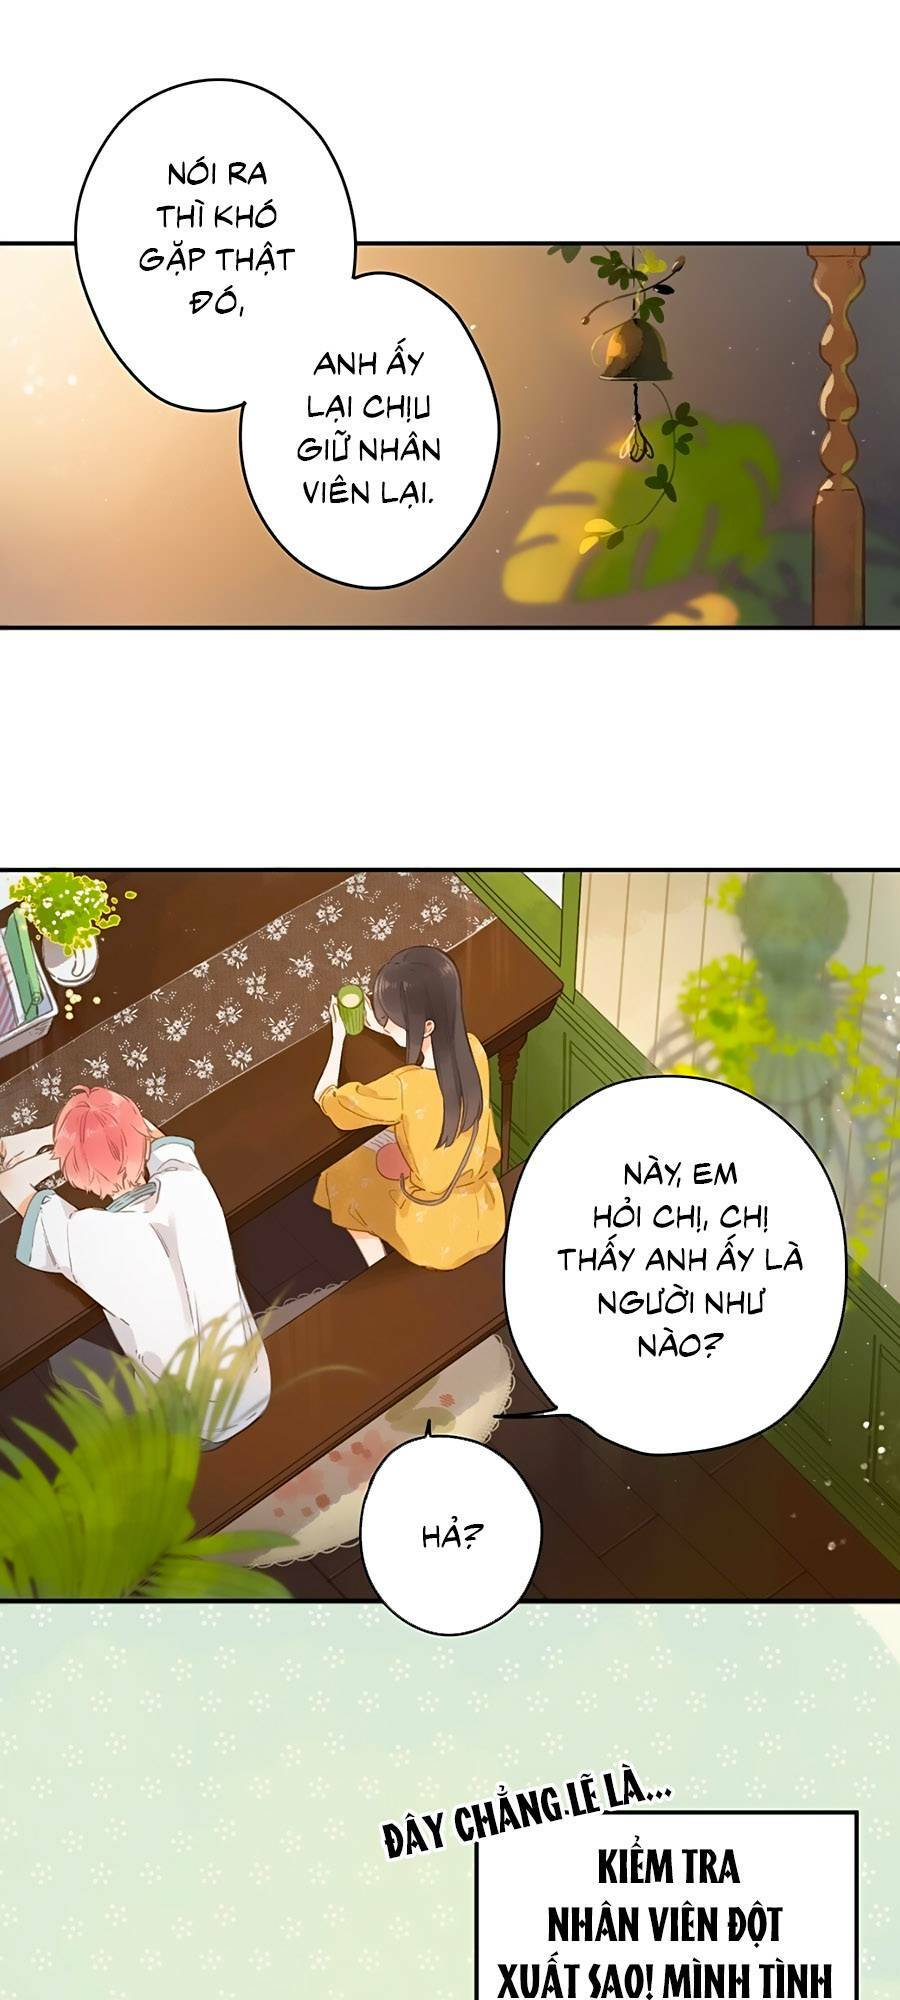 NÓI RA
THÌ KHÓ
GẶP THẬT
ĐÓ,
ANH ẤY
LẠI CHỊU
GIỮ NHÂN
VIÊN LẠI.
NÀY, EM
HỎI CHỊ, CHỊ
THẤY ANH ẤY LÀ
NGƯỜI NHƯ
NÀO?
HẢ?
ĐÂY CHẲNG LẼ LÀ...
KIỂM TRA
NHÂN VIÊN ĐỘT
XUẤT SAO! MÌNH TÌNH